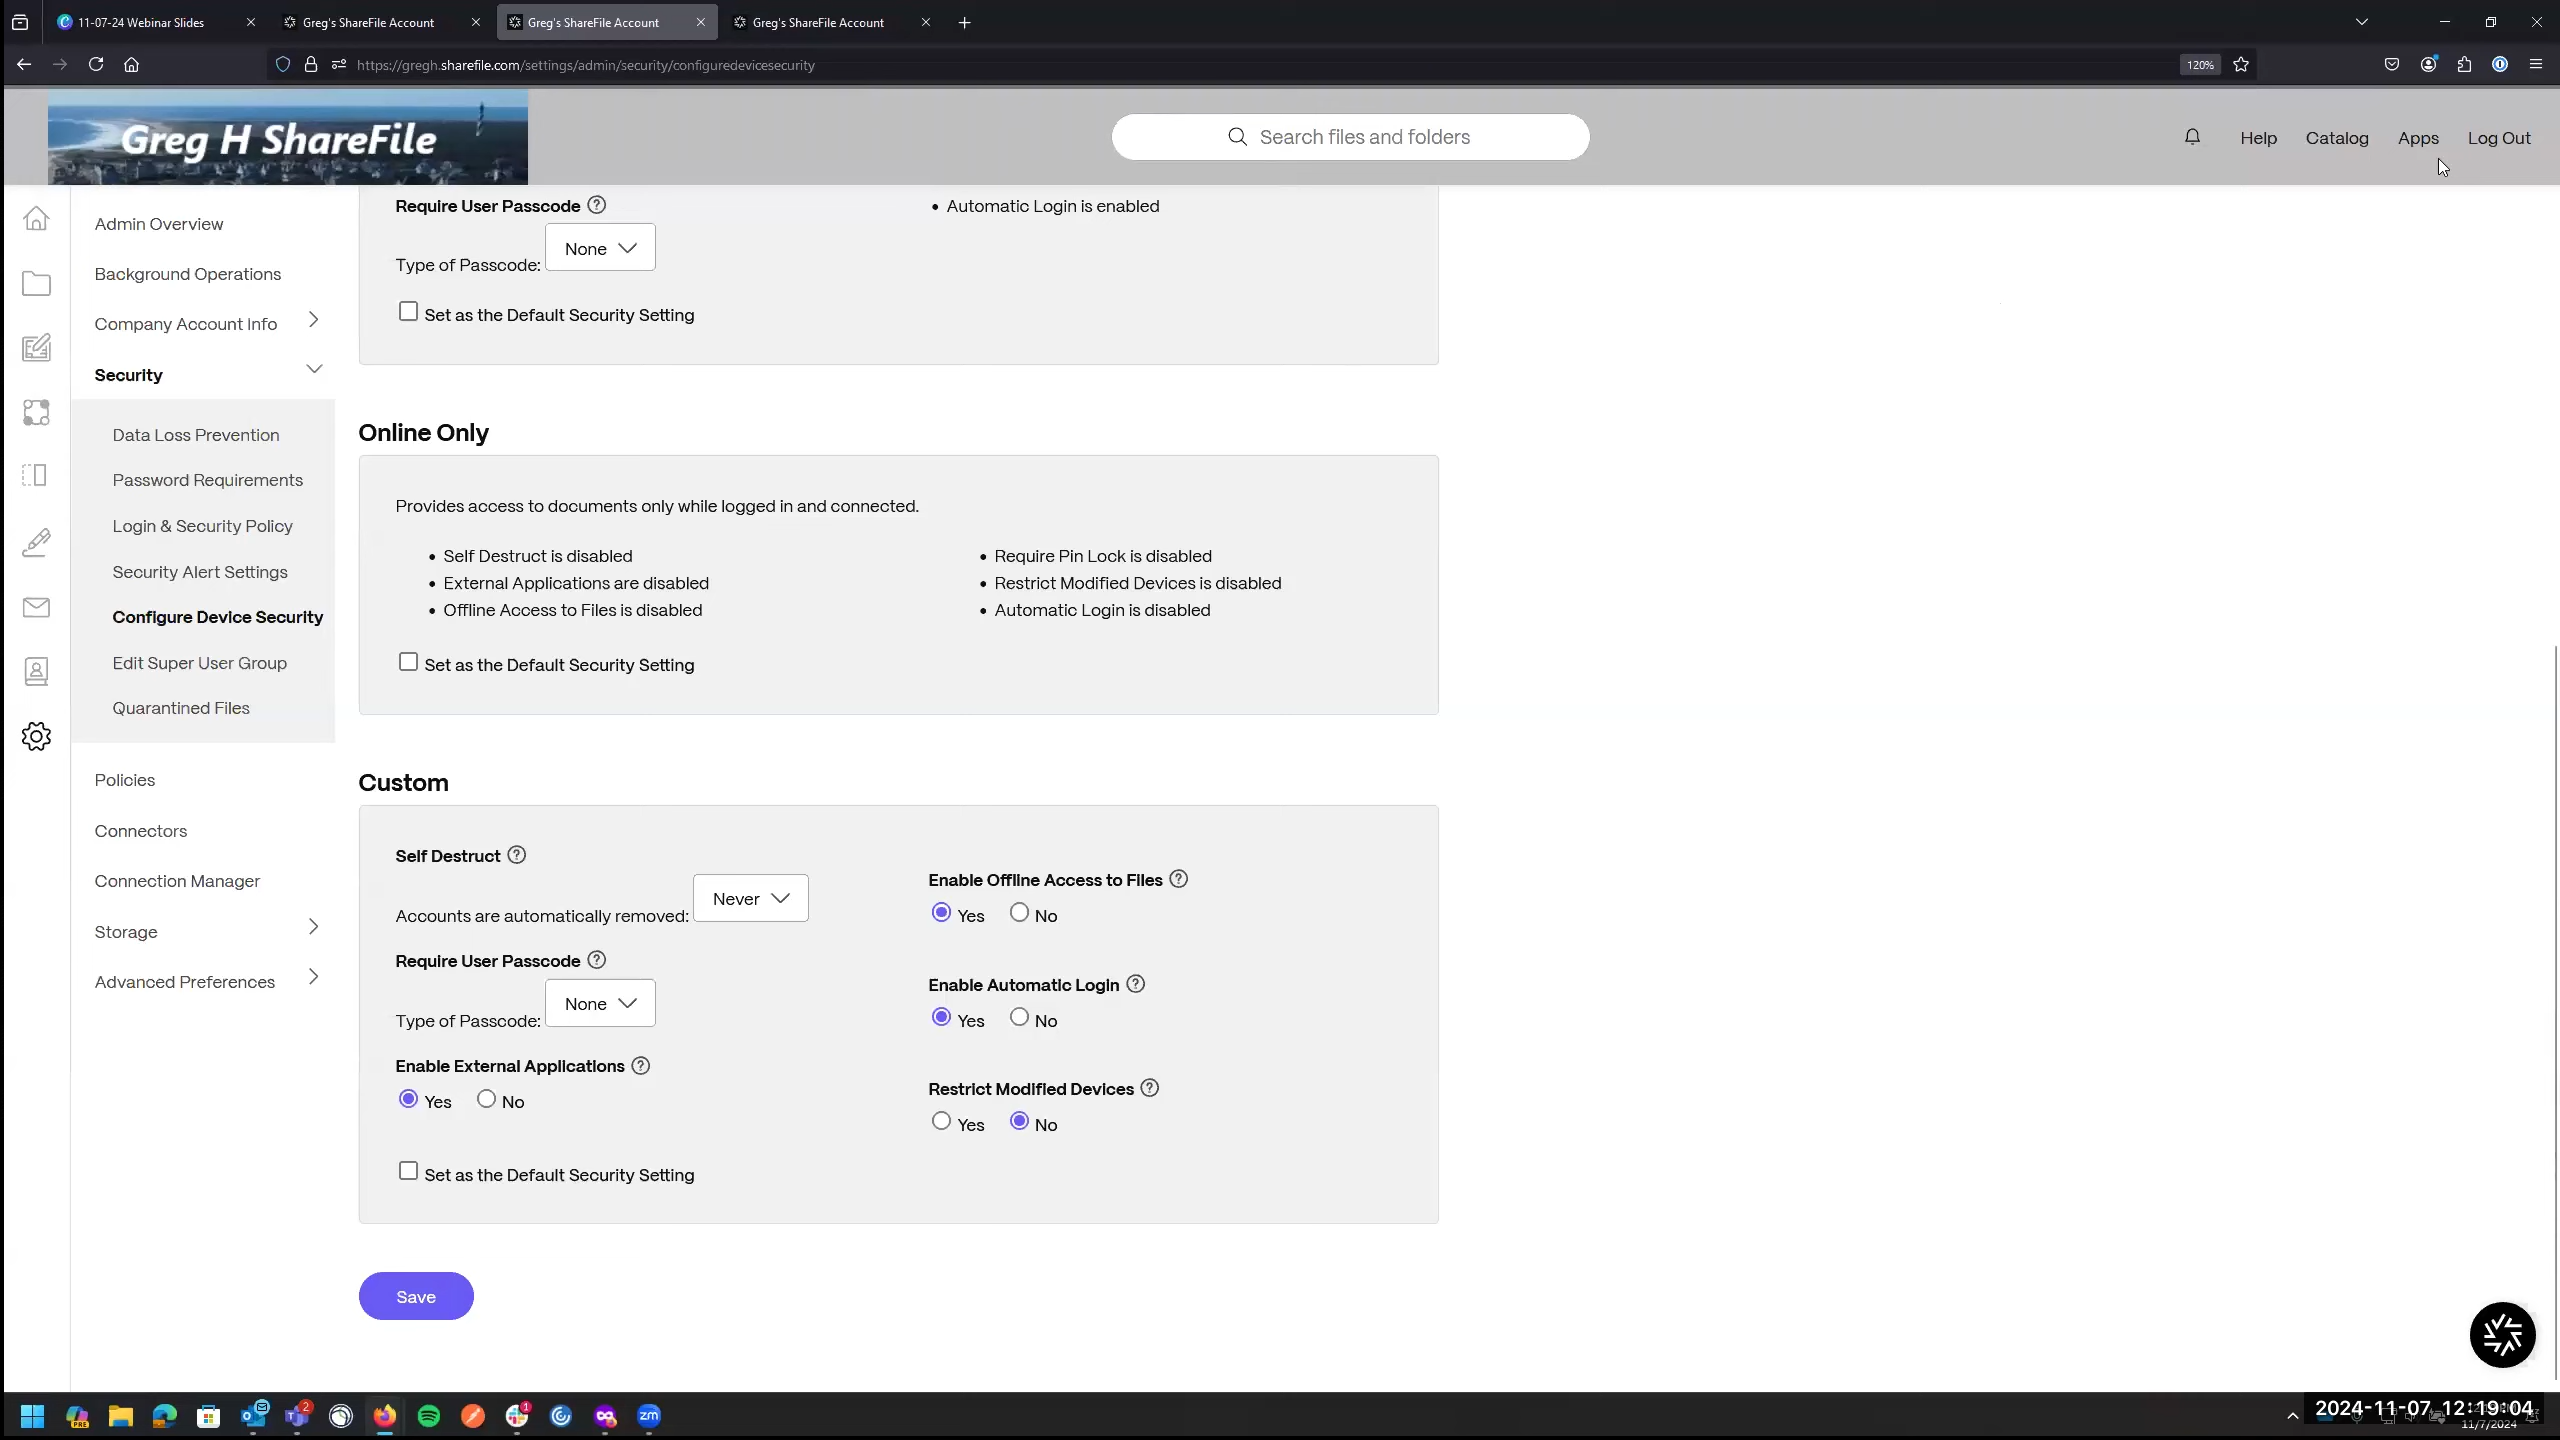 11-07-24 Webinar Slides
Greg's ShareFile Account
Greg's ShareFile Account
Greg's ShareFile Account
https://gregh.sharefile.com/settings/admin/security/configuredevicesecurity
120%
Greg H ShareFile
Search files and folders
Help
Catalog
Apps
Log Out
Admin Overview
Background Operations
Company Account Info
Security
Data Loss Prevention
Password Requirements
Login & Security Policy
Security Alert Settings
Configure Device Security
Edit Super User Group
Quarantined Files
Policies
Connectors
Connection Manager
Storage
Advanced Preferences
Require User Passcode
Type of Passcode: None
Set as the Default Security Setting
• Automatic Login is enabled
Online Only
Provides access to documents only while logged in and connected.
• Self Destruct is disabled
• External Applications are disabled
• Offline Access to Files is disabled
• Require Pin Lock is disabled
• Restrict Modified Devices is disabled
• Automatic Login is disabled
Set as the Default Security Setting
Custom
Self Destruct
Accounts are automatically removed: Never
Require User Passcode
Type of Passcode: None
Enable External Applications
Yes No
Enable Offline Access to Files
Yes No
Enable Automatic Login
Yes No
Restrict Modified Devices
Yes No
Set as the Default Security Setting
Save
PRE
2
1
zm
2024-11-07 12:19:04
11/7/2024